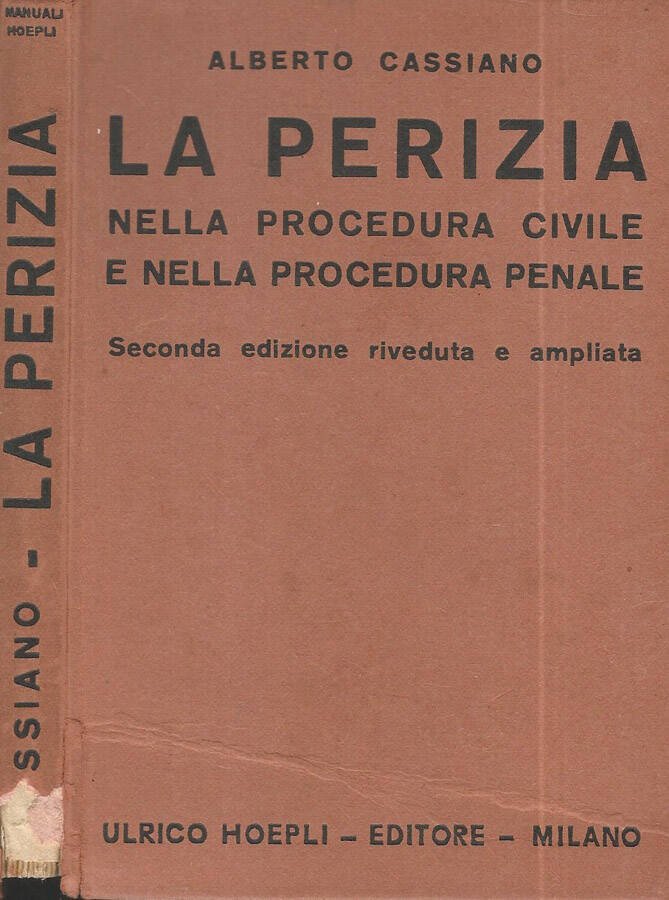 MANUALI
HOEPLI
SSIANO - LA PERIZIA
ALBERTO CASSIANO
LA PERIZIA
NELLA PROCEDURA CIVILE
E NELLA PROCEDURA PENALE
Seconda edizione riveduta e ampliata
ULRICO HOEPLI - EDITORE - MILANO